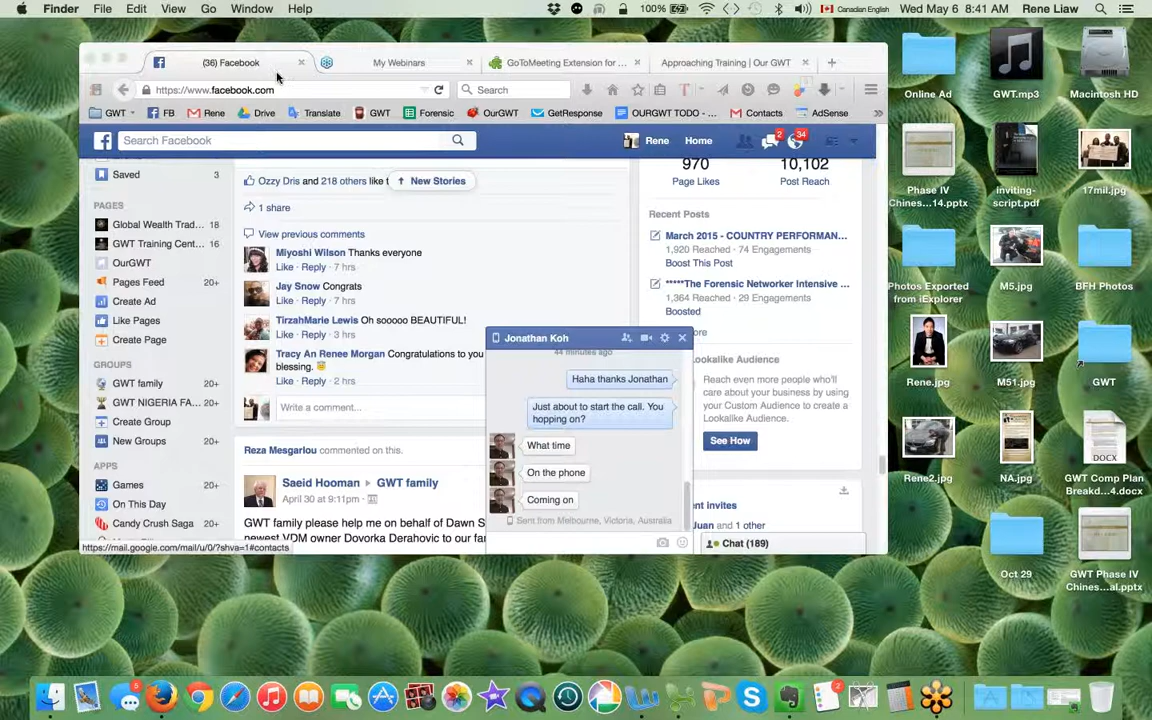 Finder File Edit View Go Window Help
100% Canadian English Wed May 6 8:41 AM Rene Liaw
(36) Facebook
My Webinars
GoToMeeting Extension for ...
Approaching Training | Our GWT
https://www.facebook.com
Search
GWT FB Rene Drive Translate GWT Forensic OurGWT GetResponse OURGWT TODO - ... Contacts AdSense
Search Facebook
Rene Home 2 34
Saved 3
PAGES
Global Wealth Trad... 18
GWT Training Cent... 16
OurGWT
Pages Feed 20+
Create Ad
Like Pages
Create Page
GROUPS
GWT family 20+
GWT NIGERIA FA... 20+
Create Group
New Groups 20+
APPS
Games 20+
On This Day
Candy Crush Saga 20+
https://mail.google.com/mail/u/0/?shva=1#contacts
Ozzy Dris and 218 others like t
New Stories
1 share
View previous comments
Miyoshi Wilson Thanks everyone
Like · Reply · 7 hrs
Jay Snow Congrats
Like · Reply · 7 hrs
TirzahMarie Lewis Oh sooooo BEAUTIFUL!
Like · Reply · 3 hrs
Tracy An Renee Morgan Congratulations to you
blessing.
Like · Reply · 2 hrs
Write a comment...
Reza Mesgarlou commented on this.
Saeid Hooman ▸ GWT family
April 30 at 9:11pm
GWT family please help me on behalf of Dawn S
newest VDM owner Dovorka Derahovic to our fa
970 10,102
Page Likes Post Reach
Recent Posts
March 2015 - COUNTRY PERFORMAN...
1,920 Reached · 74 Engagements
Boost This Post
*****The Forensic Networker Intensive ...
1,364 Reached · 29 Engagements
Boosted
ore
ookalike Audience
Reach even more people who'll
care about your business by
using your Custom Audience to
create a
Lookalike Audience.
See How
nt invites
Juan and 1 other
Chat (189)
Jonathan Koh
44 minutes ago
Haha thanks Jonathan
Just about to start the call. You
hopping on?
What time
On the phone
Coming on
Sent from Melbourne, Victoria, Australia
Online Ad
GWT.mp3
Macintosh HD
Phase IV
Chines...14.pptx
inviting-
script.pdf
17mil.jpg
Photos Exported
from iExplorer
M5.jpg
BFH Photos
Rene.jpg
M51.jpg
GWT
Rene2.jpg
NA.jpg
DOCX
GWT Comp Plan
Breakd...4.docx
Oct 29
GWT Phase IV
Chines...al.pptx
5
2